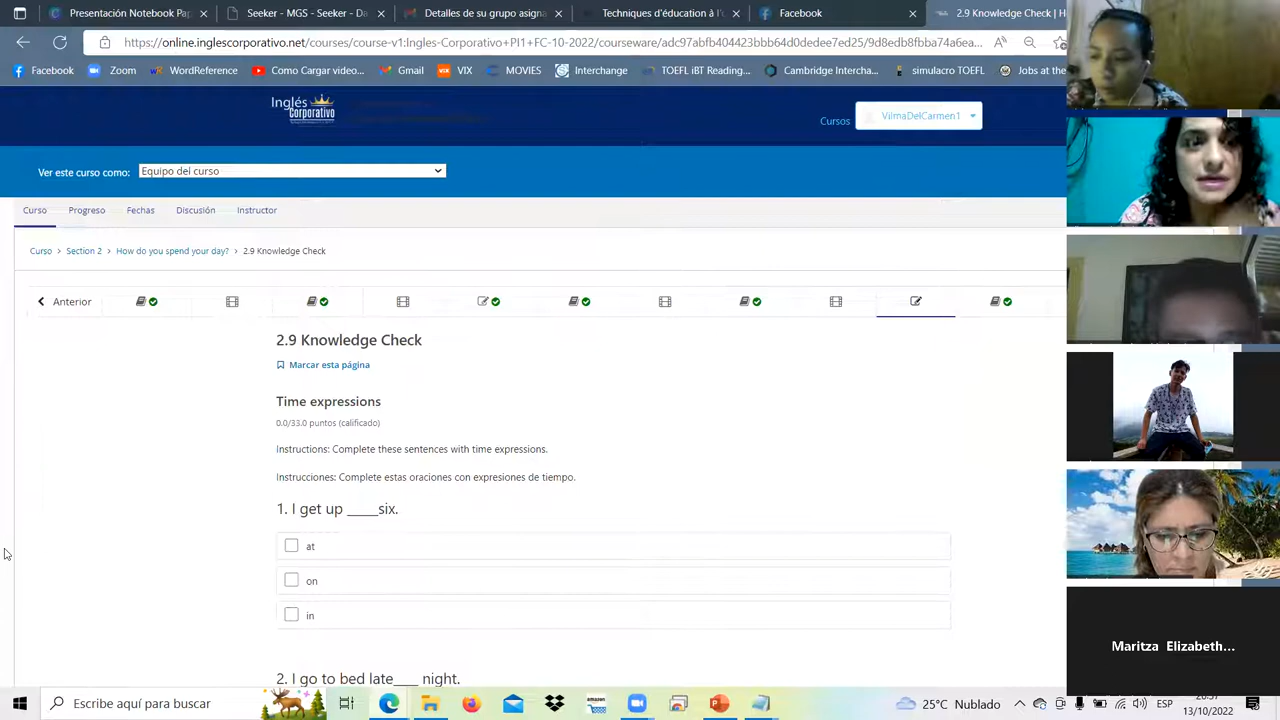 Presentación Notebook Pap
Seeker - MGS - Seeking.c
Detalles de su grupo asigna
Techniques d'éducation à l'
Facebook
2.9 Knowledge Check | H
https://online.inglescorporativo.net/courses/course-v1:Ingles-Corporativo+PI1+FC-10-2022/courseware/adc97abfb404423bbb64d0dedee7ed25/9d8edb8fbba74a6ea...
Facebook
Zoom
WordReference
Como Cargar video...
Gmail
VIX
MOVIES
Interchange
TOEFL iBT Reading...
Cambridge Intercha...
simulacro TOEFL
Jobs at the
Inglés
Corporativo
Cursos
VilmaDelCarmen1
Ver este curso como:
Equipo del curso
Curso
Progreso
Fechas
Discusión
Instructor
Curso > Section 2 > How do you spend your day? > 2.9 Knowledge Check
Anterior
2.9 Knowledge Check
Marcar esta página
Time expressions
0.0/33.0 puntos (calificado)
Instructions: Complete these sentences with time expressions.
Instrucciones: Complete estas oraciones con expresiones de tiempo.
1. I get up _____six.
at
on
in
2. I go to bed late____ night.
Maritza Elizabeth...
Escribe aquí para buscar
25°C Nublado
ESP
13/10/2022